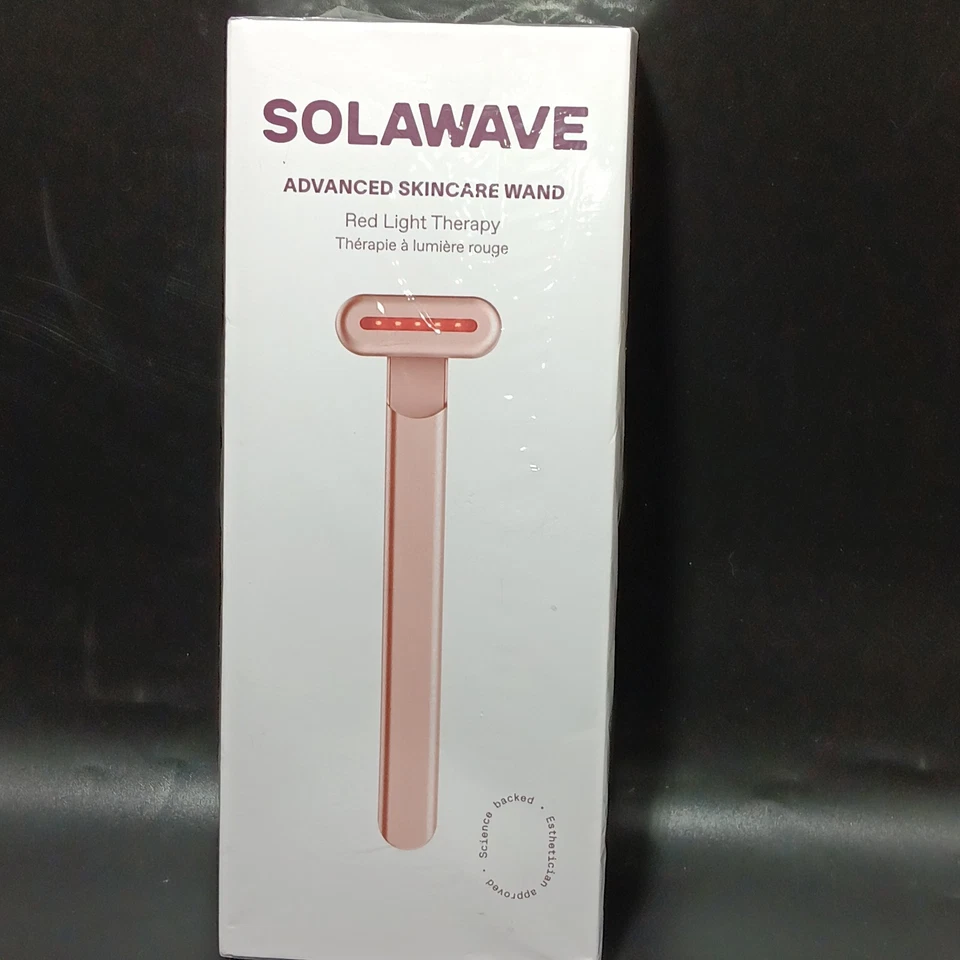 SOLAWAVE
ADVANCED SKINCARE WAND
Red Light Therapy
Thérapie à lumière rouge
Science backed · Esthetician approved ·